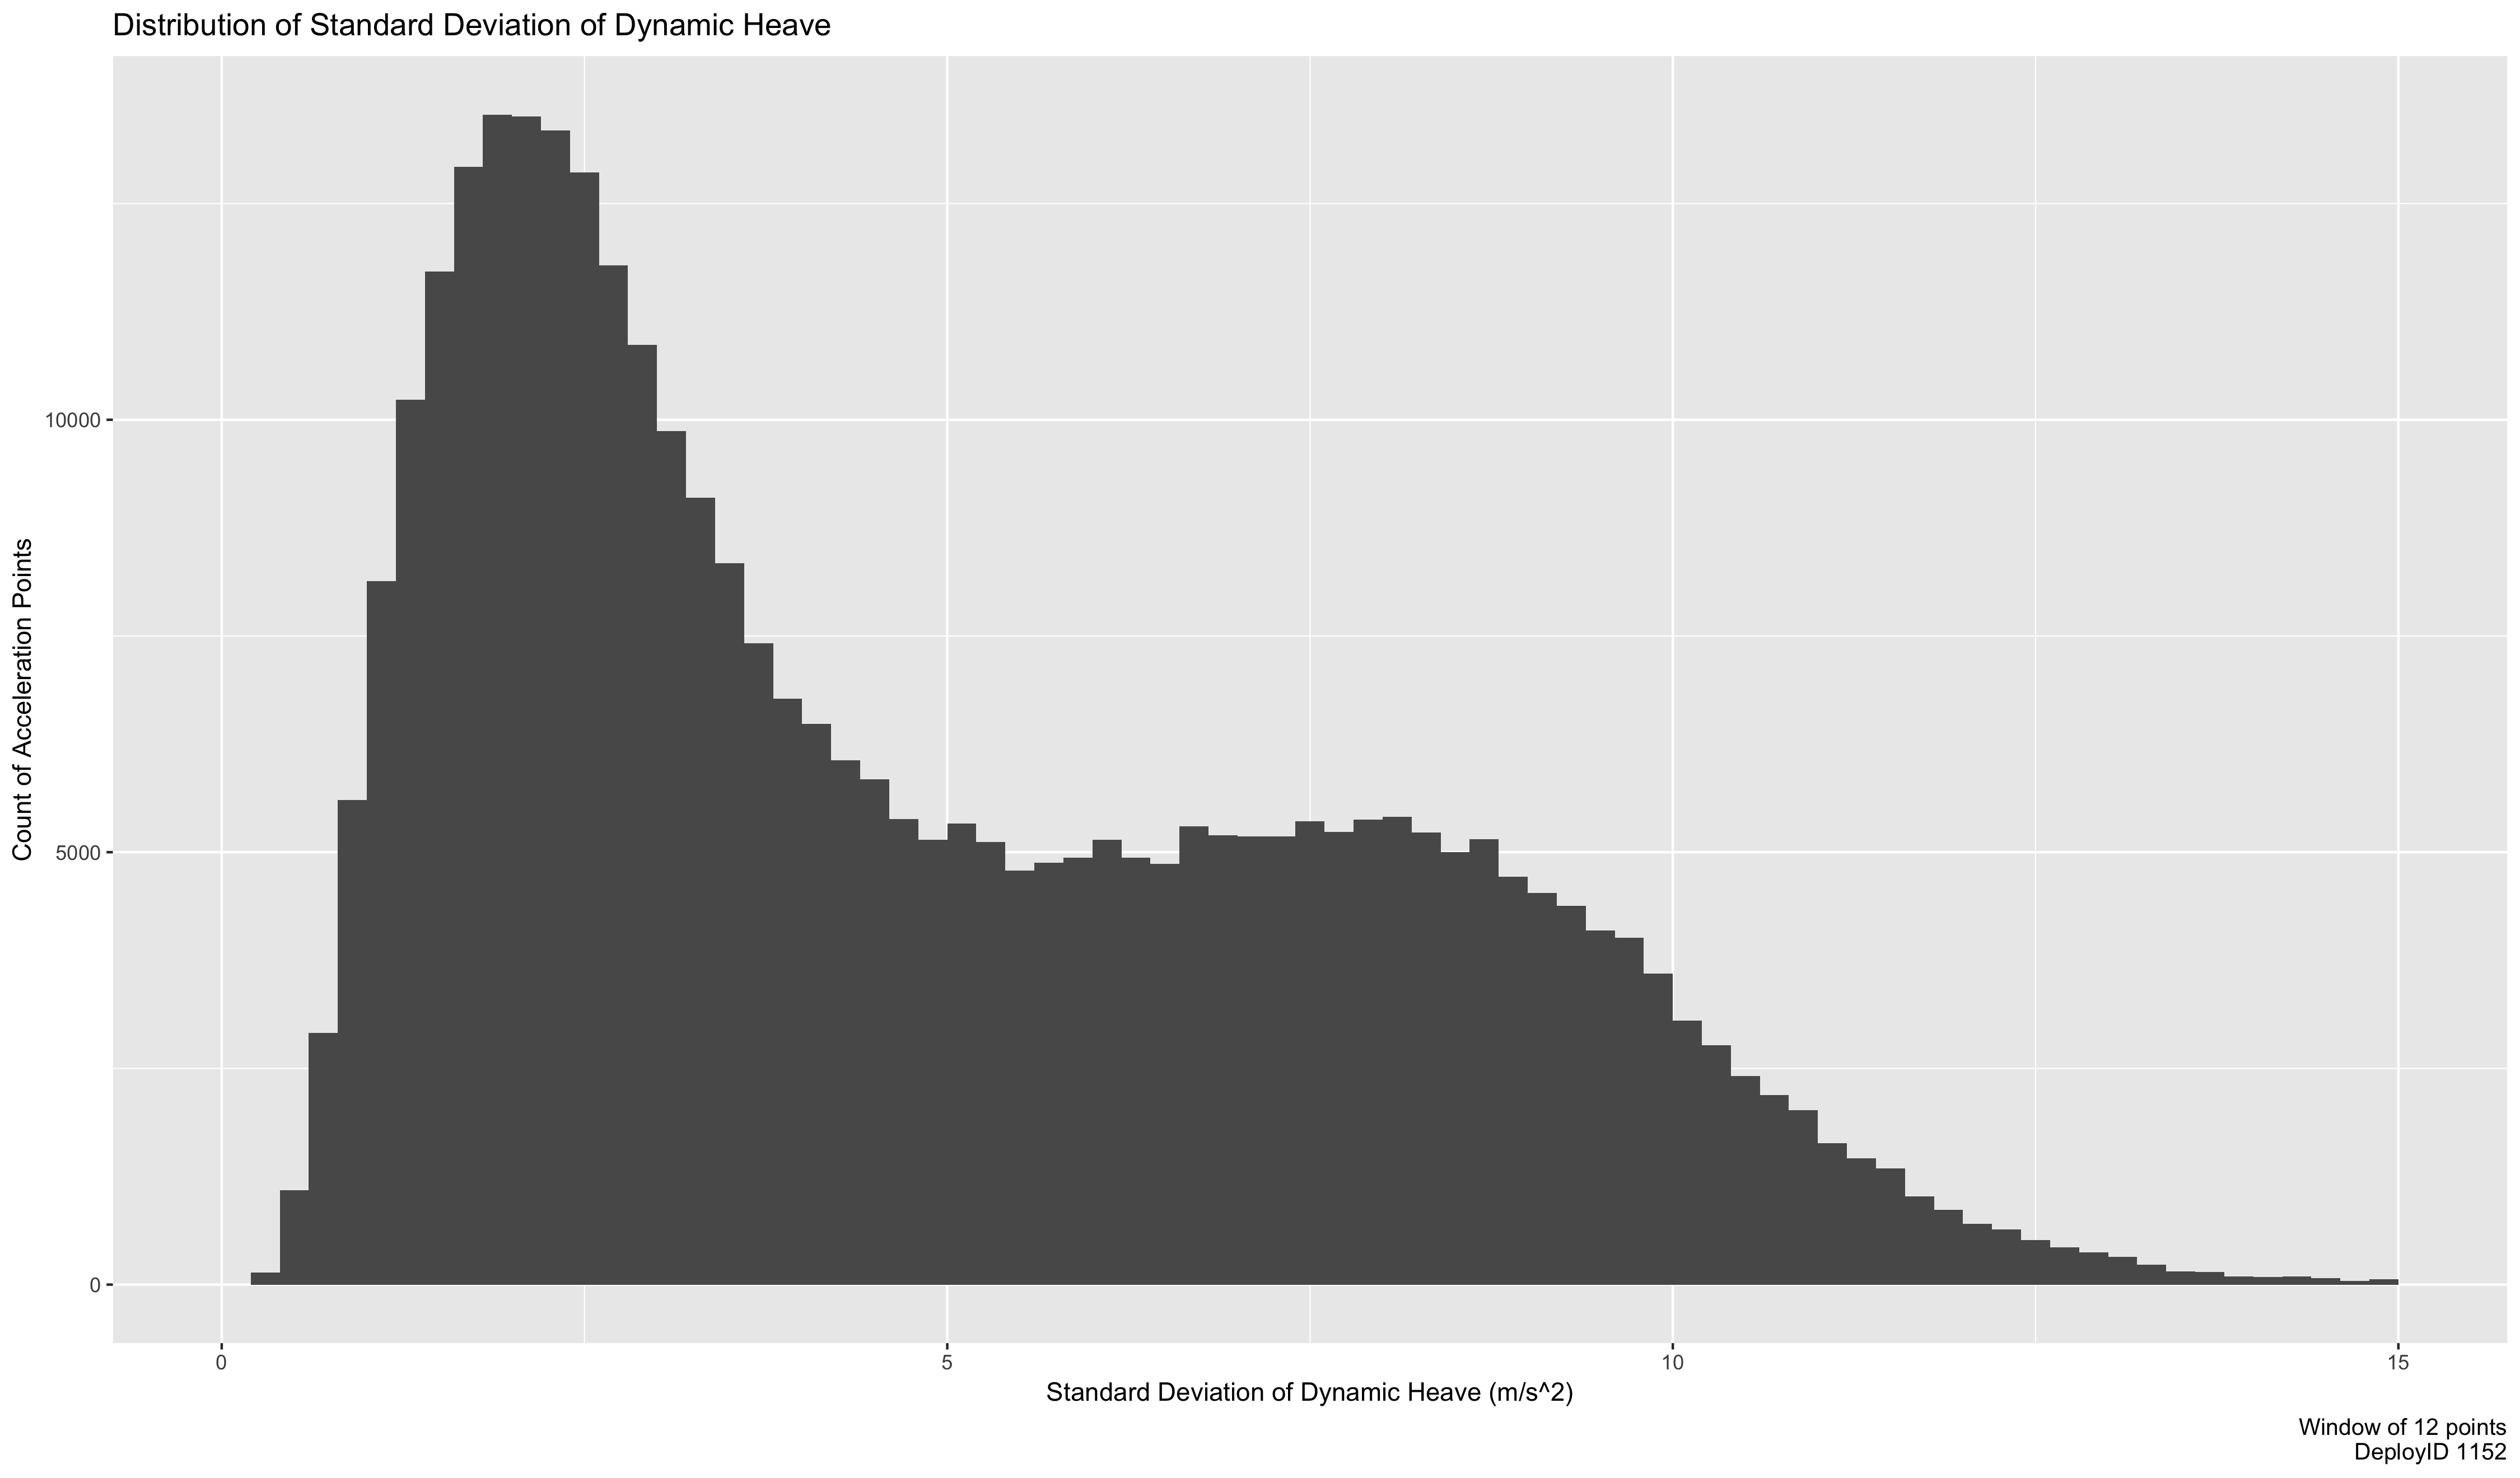 Distribution of Standard Deviation of Dynamic Heave
Count of Acceleration Points
10000
5000
0
0
5
10
15
Standard Deviation of Dynamic Heave (m/s^2)
Window of 12 points
DeployID 1152